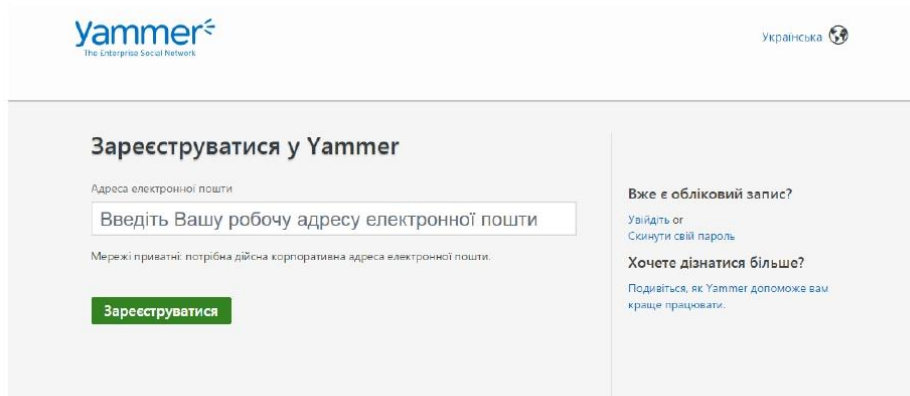 Yammer
The Enterprise Social Network
Українська
Зареєструватися у Yammer
Адреса електронної пошти
Введіть Вашу робочу адресу електронної пошти
Мережі приватні: потрібна дійсна корпоративна адреса електронної пошти.
Зареєструватися
Вже є обліковий запис?
Увійдіть or
Скинути свій пароль
Хочете дізнатися більше?
Подивіться, як Yammer допоможе вам
краще працювати.